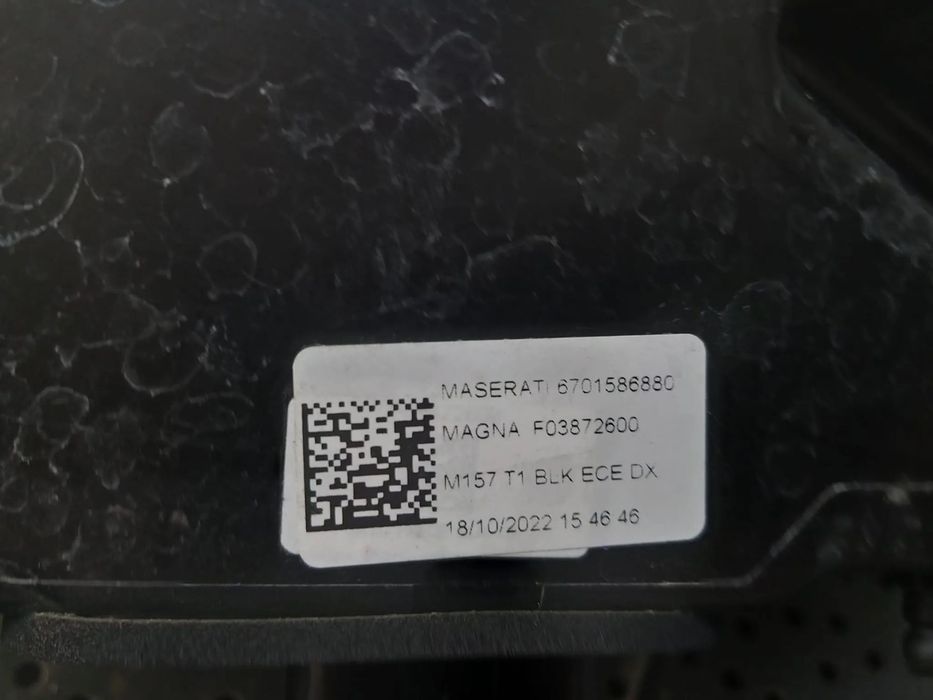 MASERATI 6701586880
MAGNA F03872600
M157 T1 BLK ECE DX
18/10/2022 15 46 46